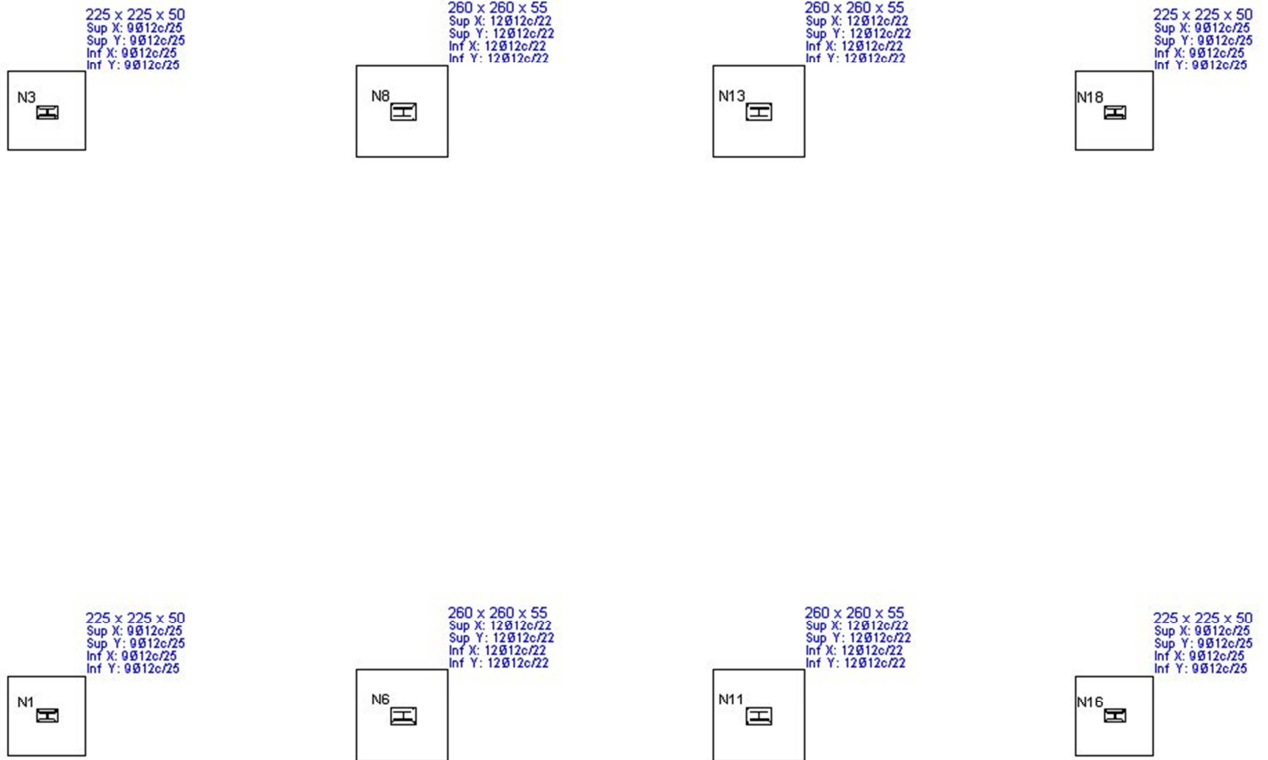 225 x 225 x 50
Sup X: 9Ø12c/25
Sup Y: 9Ø12c/25
Inf X: 9Ø12c/25
Inf Y: 9Ø12c/25
N3
260 x 260 x 55
Sup X: 12Ø12c/22
Sup Y: 12Ø12c/22
Inf X: 12Ø12c/22
Inf Y: 12Ø12c/22
N8
260 x 260 x 55
Sup X: 12Ø12c/22
Sup Y: 12Ø12c/22
Inf X: 12Ø12c/22
Inf Y: 12Ø12c/22
N13
225 x 225 x 50
Sup X: 9Ø12c/25
Sup Y: 9Ø12c/25
Inf X: 9Ø12c/25
Inf Y: 9Ø12c/25
N18
225 x 225 x 50
Sup X: 9Ø12c/25
Sup Y: 9Ø12c/25
Inf X: 9Ø12c/25
Inf Y: 9Ø12c/25
N1
260 x 260 x 55
Sup X: 12Ø12c/22
Sup Y: 12Ø12c/22
Inf X: 12Ø12c/22
Inf Y: 12Ø12c/22
N6
260 x 260 x 55
Sup X: 12Ø12c/22
Sup Y: 12Ø12c/22
Inf X: 12Ø12c/22
Inf Y: 12Ø12c/22
N11
225 x 225 x 50
Sup X: 9Ø12c/25
Sup Y: 9Ø12c/25
Inf X: 9Ø12c/25
Inf Y: 9Ø12c/25
N16